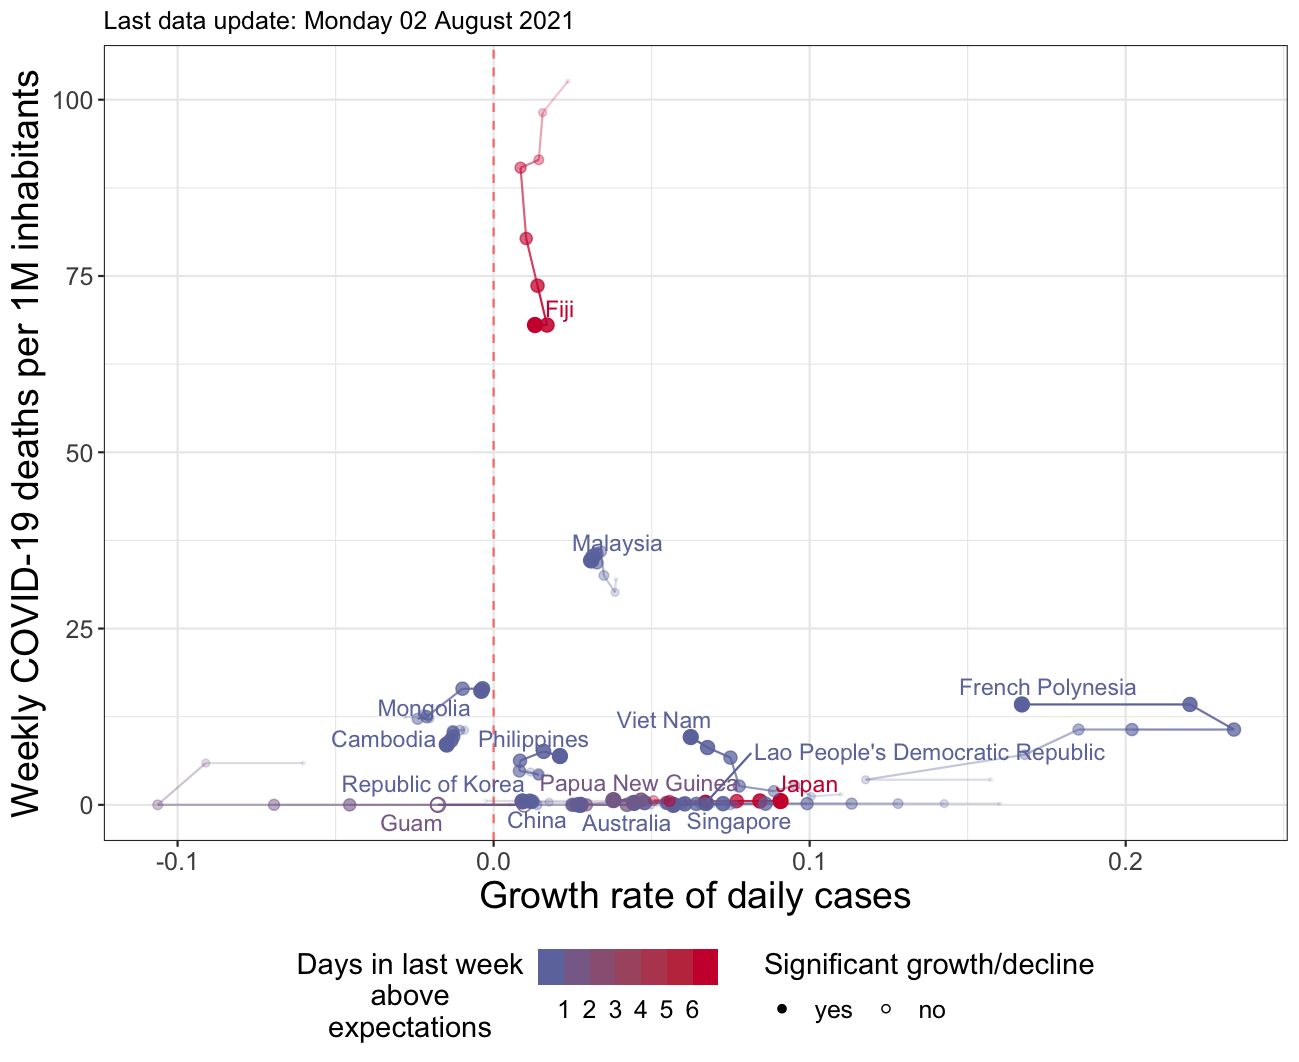 Last data update: Monday 02 August 2021
Weekly COVID-19 deaths per 1M inhabitants
100
75
50
25
0
Fiji
Malaysia
French Polynesia
Mongolia
Viet Nam
Cambodia
Philippines
Lao People's Democratic Republic
Republic of Korea
Papua New Guinea
Japan
Guam
China
Australia
Singapore
-0.1
0.0
0.1
0.2
Growth rate of daily cases
Days in last week
above
expectations
1 2 3 4 5 6
Significant growth/decline
yes
no